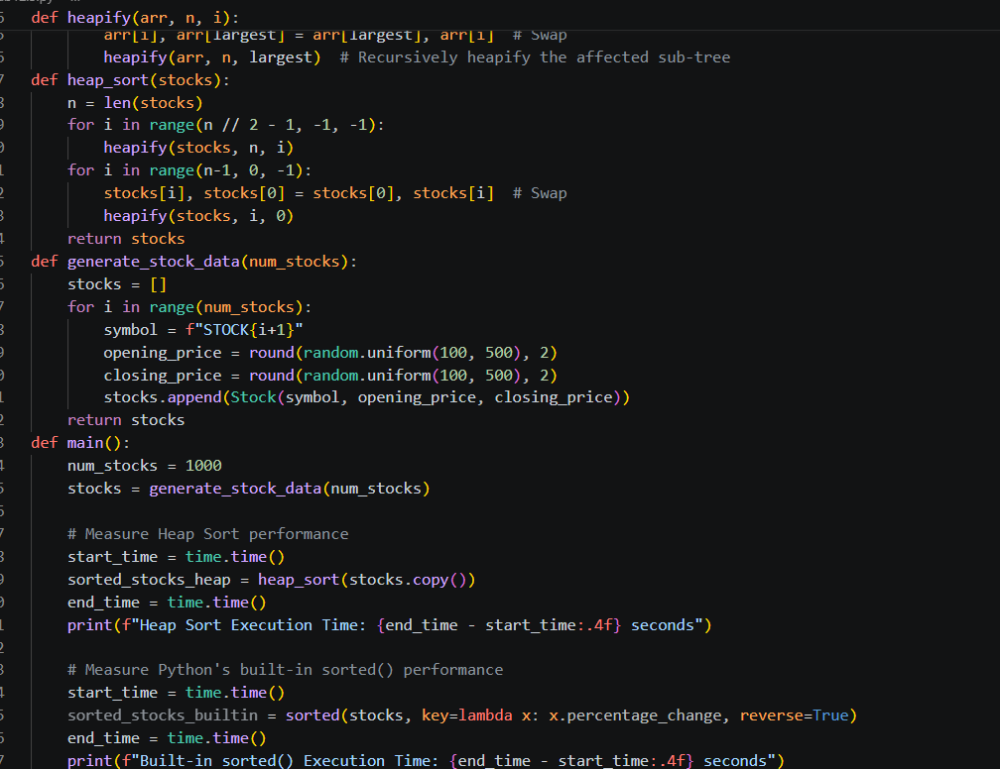 def heapify(arr, n, i):
        arr[i], arr[largest] = arr[largest], arr[i]  # Swap
        heapify(arr, n, largest)  # Recursively heapify the affected sub-tree
def heap_sort(stocks):
    n = len(stocks)
    for i in range(n // 2 - 1, -1, -1):
        heapify(stocks, n, i)
    for i in range(n-1, 0, -1):
        stocks[i], stocks[0] = stocks[0], stocks[i]  # Swap
        heapify(stocks, i, 0)
    return stocks
def generate_stock_data(num_stocks):
    stocks = []
    for i in range(num_stocks):
        symbol = f"STOCK{i+1}"
        opening_price = round(random.uniform(100, 500), 2)
        closing_price = round(random.uniform(100, 500), 2)
        stocks.append(Stock(symbol, opening_price, closing_price))
    return stocks
def main():
    num_stocks = 1000
    stocks = generate_stock_data(num_stocks)

    # Measure Heap Sort performance
    start_time = time.time()
    sorted_stocks_heap = heap_sort(stocks.copy())
    end_time = time.time()
    print(f"Heap Sort Execution Time: {end_time - start_time:.4f} seconds")

    # Measure Python's built-in sorted() performance
    start_time = time.time()
    sorted_stocks_builtin = sorted(stocks, key=lambda x: x.percentage_change, reverse=True)
    end_time = time.time()
    print(f"Built-in sorted() Execution Time: {end_time - start_time:.4f} seconds")